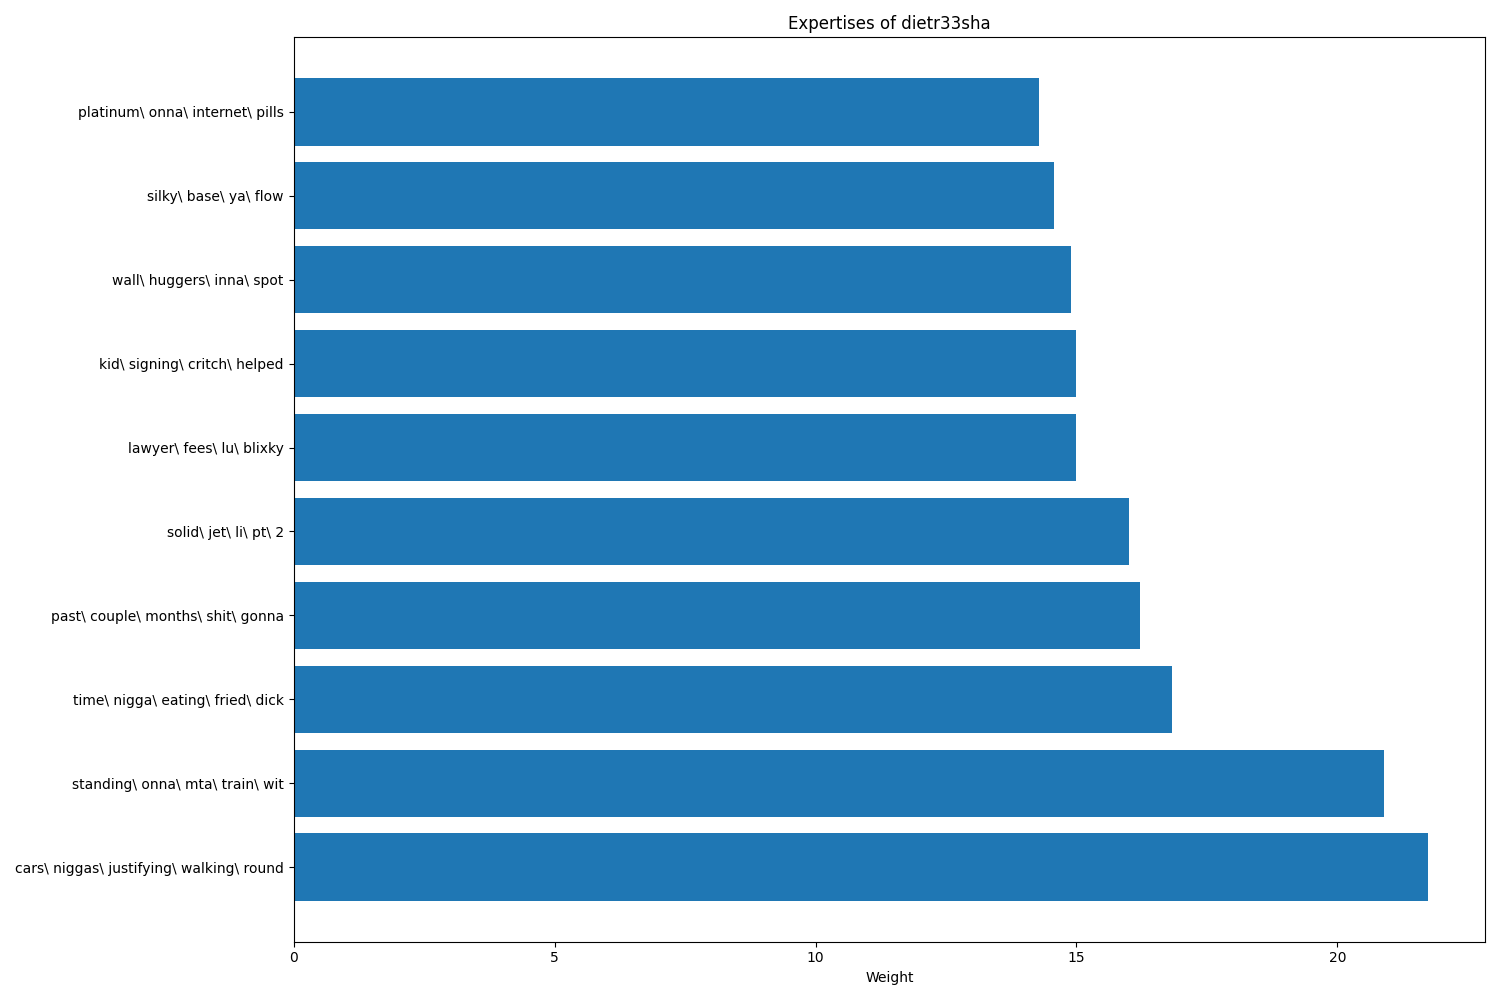 Expertises of dietr33sha
platinum\ onna\ internet\ pills
silky\ base\ ya\ flow
wall\ huggers\ inna\ spot
kid\ signing\ critch\ helped
lawyer\ fees\ lu\ blixky
solid\ jet\ li\ pt\ 2
past\ couple\ months\ shit\ gonna
time\ nigga\ eating\ fried\ dick
standing\ onna\ mta\ train\ wit
cars\ niggas\ justifying\ walking\ round
0 5 10 15 20
Weight